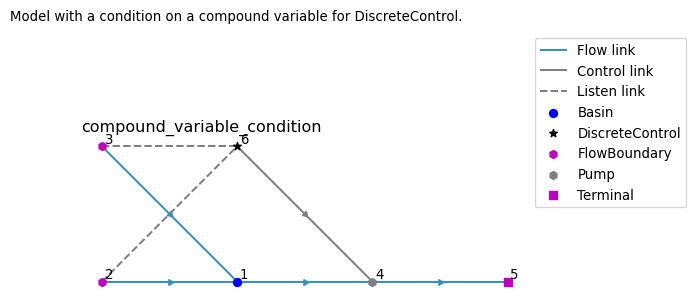 Model with a condition on a compound variable for DiscreteControl.
Flow link
Control link
Listen link
Basin
DiscreteControl
FlowBoundary
Pump
Terminal
compound_variable_condition
3
6
2
1
4
5